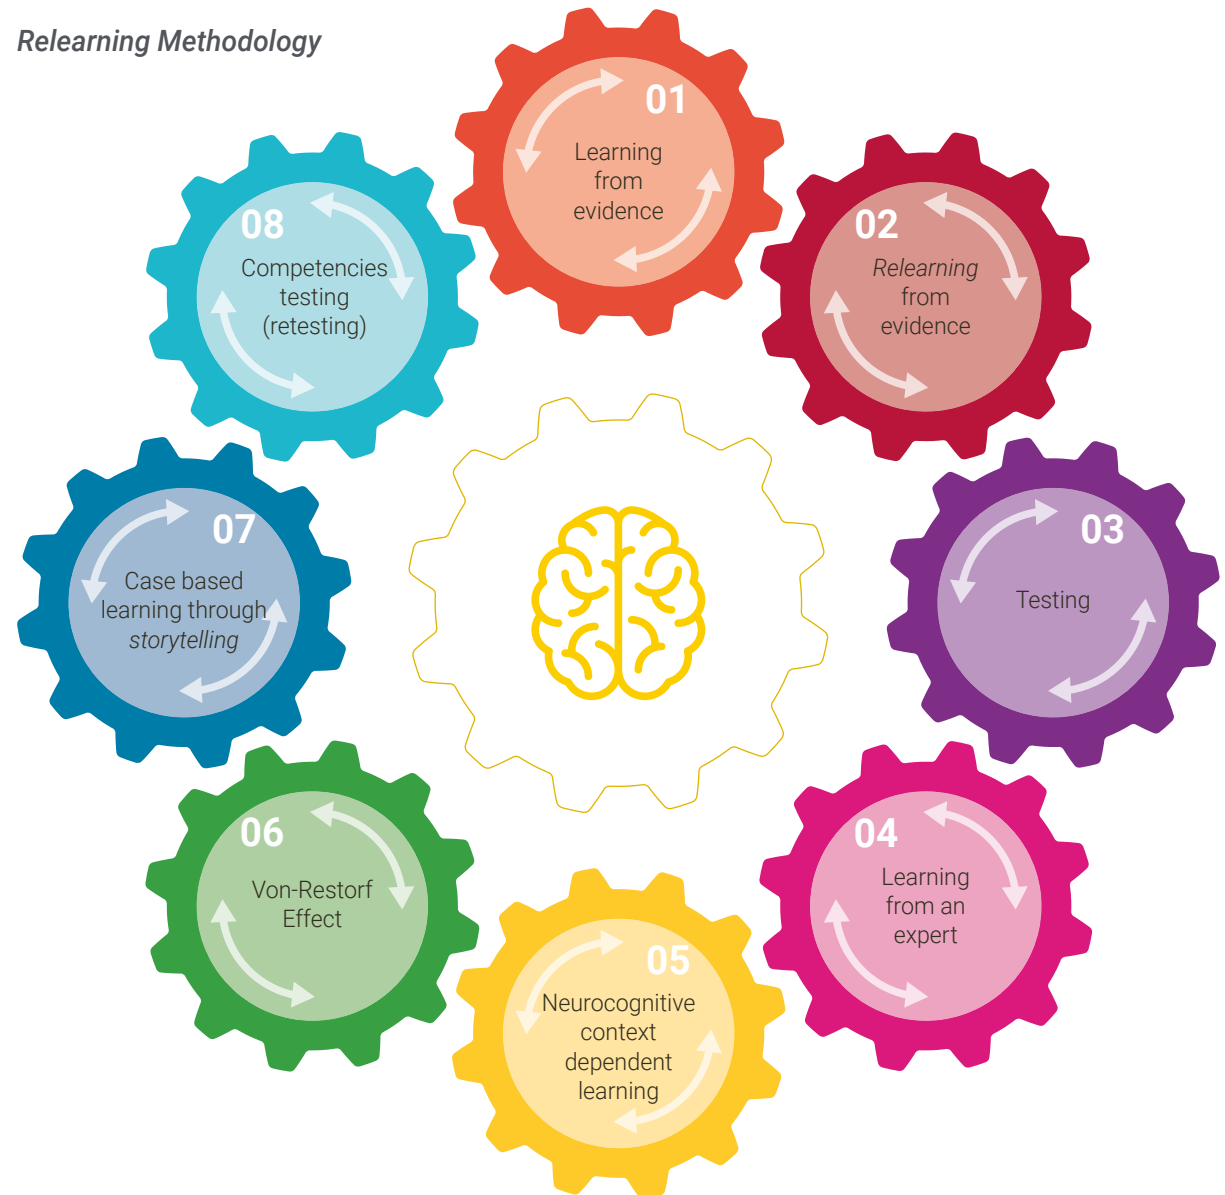 Relearning Methodology
01
Learning
from
evidence
02
Relearning
from
evidence
03
Testing
04
Learning
from an
expert
05
Neurocognitive
context
dependent
learning
06
Von-Restorf
Effect
07
Case based
learning through
storytelling
08
Competencies
testing
(retesting)